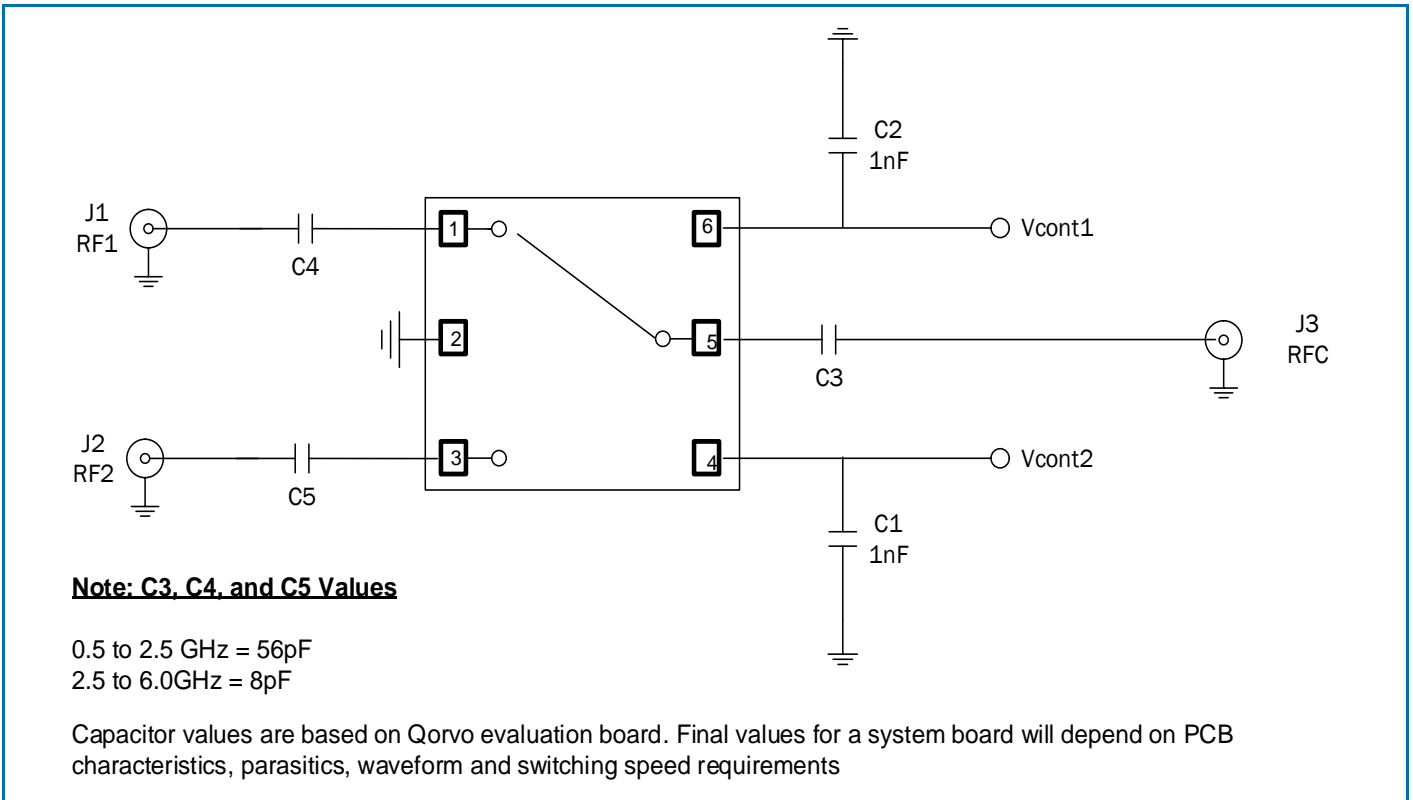 C2
1nF
J1
RF1
C4
1
6
Vcont1
2
5
C3
J3
RFC
J2
RF2
C5
3
4
Vcont2
C1
1nF
Note: C3, C4, and C5 Values
0.5 to 2.5 GHz = 56pF
2.5 to 6.0GHz = 8pF
Capacitor values are based on Qorvo evaluation board. Final values for a system board will depend on PCB
characteristics, parasitics, waveform and switching speed requirements